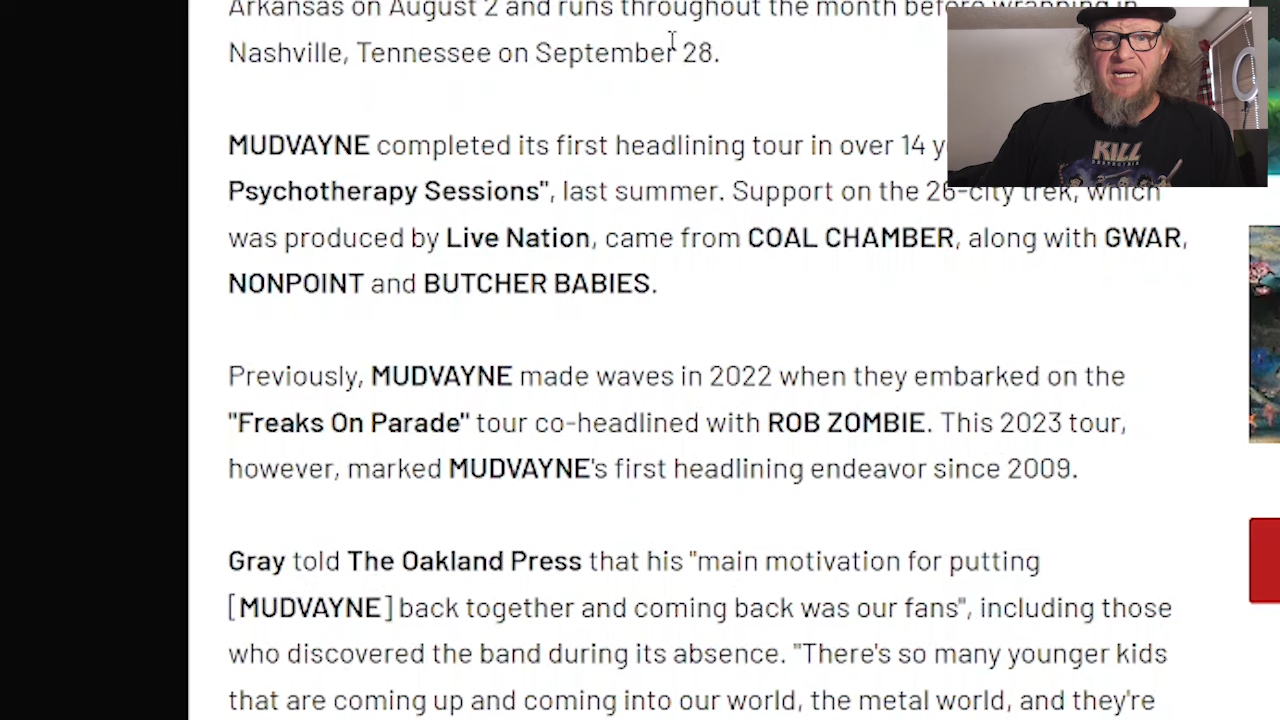 Arkansas on August 2 and runs throughout the month before wrapping in
Nashville, Tennessee on September 28.
MUDVAYNE completed its first headlining tour in over 14
Psychotherapy Sessions", last summer. Support on the 26-city trek, which
was produced by Live Nation, came from COAL CHAMBER, along with GWAR,
NONPOINT and BUTCHER BABIES.
Previously, MUDVAYNE made waves in 2022 when they embarked on the
"Freaks On Parade" tour co-headlined with ROB ZOMBIE. This 2023 tour,
however, marked MUDVAYNE's first headlining endeavor since 2009.
Gray told The Oakland Press that his "main motivation for putting
[MUDVAYNE] back together and coming back was our fans", including those
who discovered the band during its absence. "There's so many younger kids
that are coming up and coming into our world, the metal world, and they're
KILL